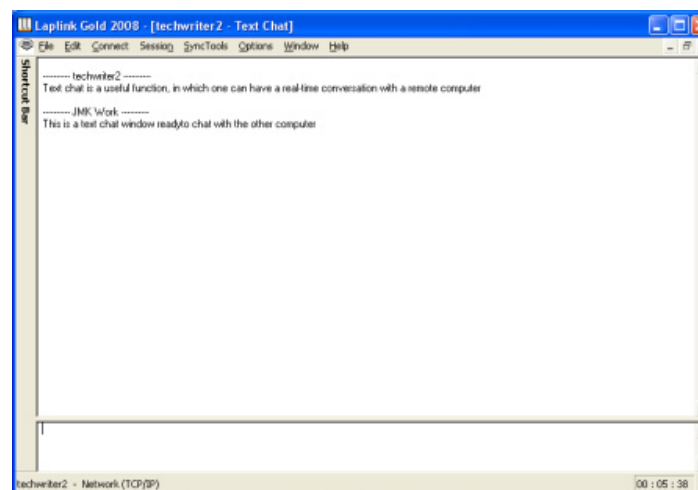 Laplink Gold 2008 - [techwriter2 - Text Chat]
File Edit Connect Session SyncTools Options Window Help
Shortcut Bar
-------- techwriter2 --------
Text chat is a useful function, in which one can have a real-time conversation with a remote computer
-------- JMK Work --------
This is a text chat window readyto chat with the other computer
techwriter2 - Network (TCP/IP)
00 : 05 : 38